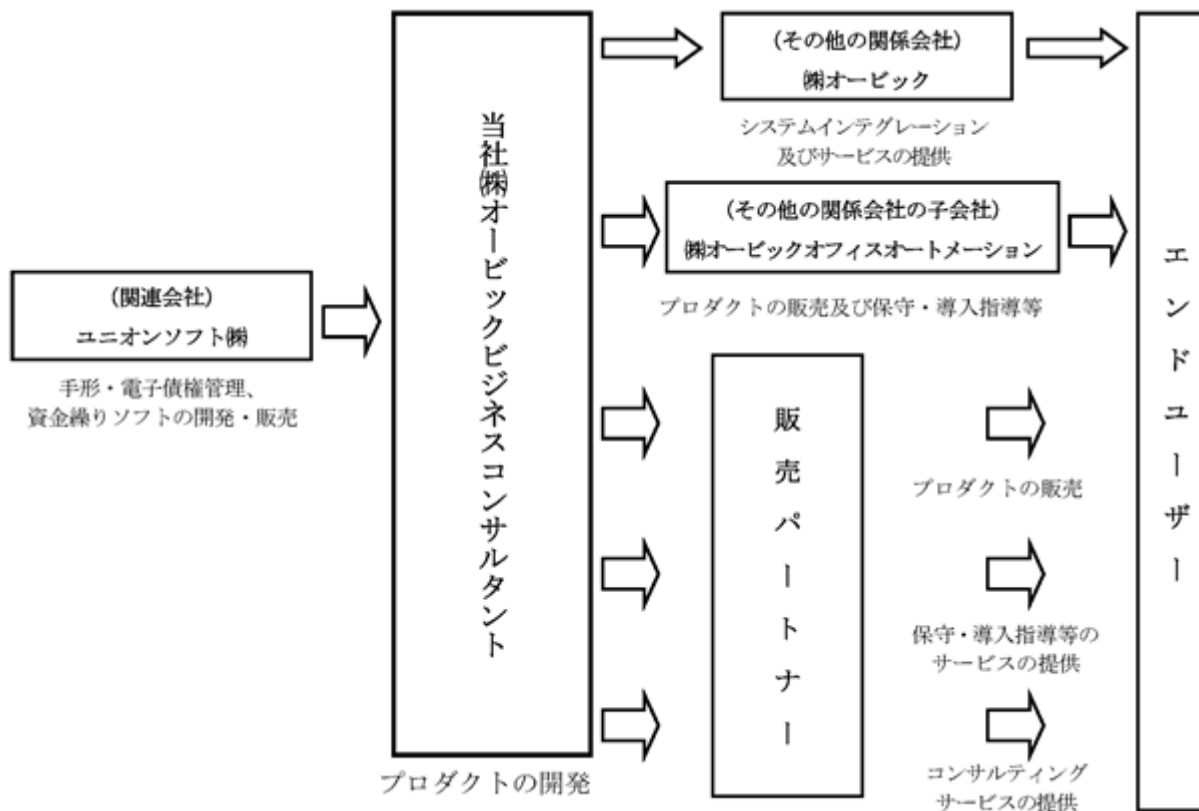 (関連会社)
ユニオンソフト㈱
手形・電子債権管理、
資金繰りソフトの開発・販売
当社㈱オービックビジネスコンサルタント
プロダクトの開発
(その他の関係会社)
㈱オービック
システムインテグレーション
及びサービスの提供
(その他の関係会社の子会社)
㈱オービックオフィスオートメーション
プロダクトの販売及び保守・導入指導等
販売パートナー
プロダクトの販売
保守・導入指導等の
サービスの提供
コンサルティング
サービスの提供
エンドユーザー